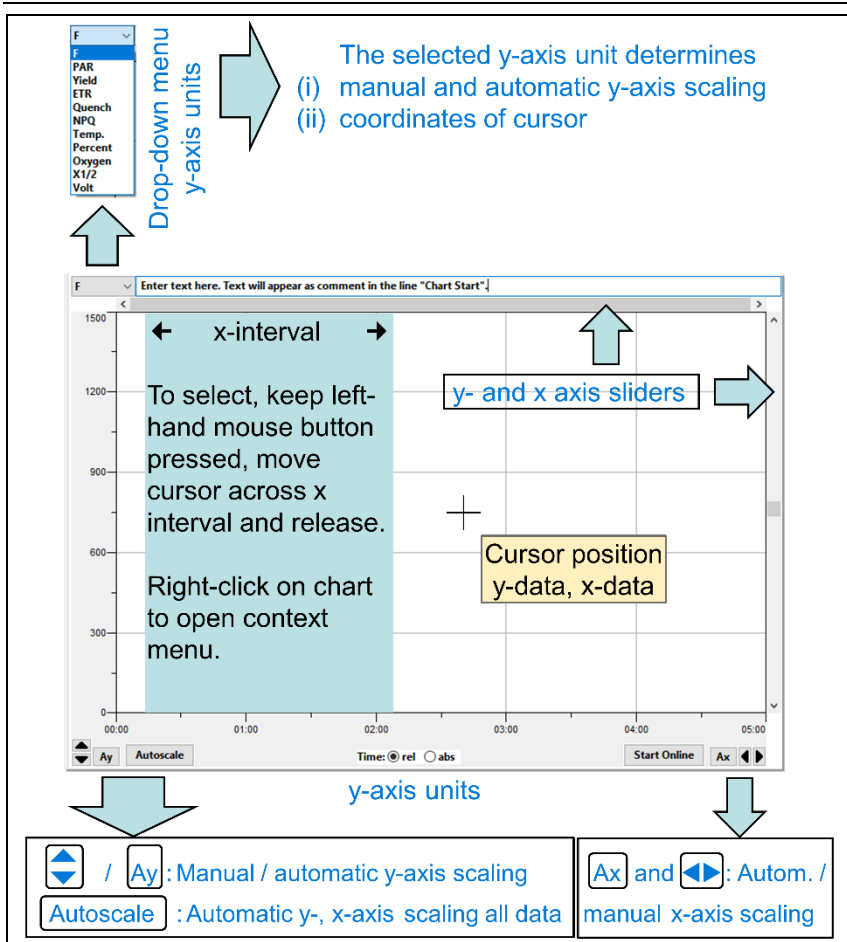 F
F
PAR
Yield
ETR
Quench
NPQ
Temp.
Percent
Oxygen
X1/2
Volt
Drop-down menu
y-axis units
The selected y-axis unit determines
(i) manual and automatic y-axis scaling
(ii) coordinates of cursor
F Enter text here. Text will appear as comment in the line "Chart Start".
1500
1200
900
600
300
0
x-interval
To select, keep left-
hand mouse button
pressed, move
cursor across x
interval and release.
Right-click on chart
to open context
menu.
y- and x axis sliders
Cursor position
y-data, x-data
00:00 01:00 02:00 03:00 04:00 05:00
Ay Autoscale Time: rel abs Start Online Ax
y-axis units
/ Ay : Manual / automatic y-axis scaling
Autoscale : Automatic y-, x-axis scaling all data
Ax and : Autom. /
manual x-axis scaling